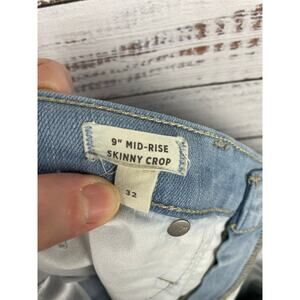 9" MID-RISE
SKINNY CROP
32